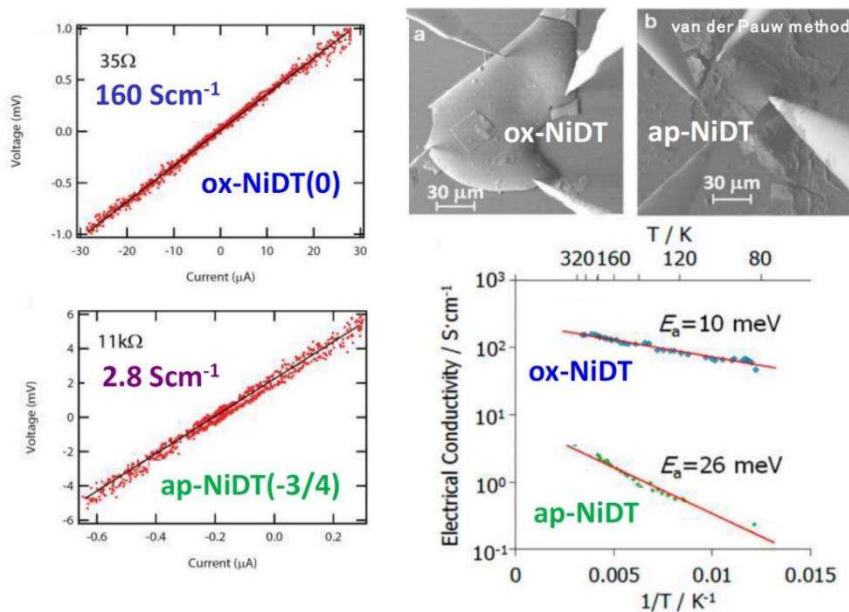 1.0
0.5
0.0
-0.5
-1.0
Voltage (mV)
35Ω
160 Scm⁻¹
ox-NiDT(0)
-30 -20 -10 0 10 20 30
Current (μA)
6
4
2
0
-2
-4
-6
Voltage (mV)
11kΩ
2.8 Scm⁻¹
ap-NiDT(-3/4)
-0.6 -0.4 -0.2 0.0 0.2
Current (μA)
a
ox-NiDT
30 μm
b van der Pauw method
ap-NiDT
30 μm
T / K
320 160 120 80
10³
10²
10¹
10⁰
10⁻¹
Electrical Conductivity / S·cm⁻¹
Eₐ=10 meV
ox-NiDT
Eₐ=26 meV
ap-NiDT
0 0.005 0.01 0.015
1/T / K⁻¹